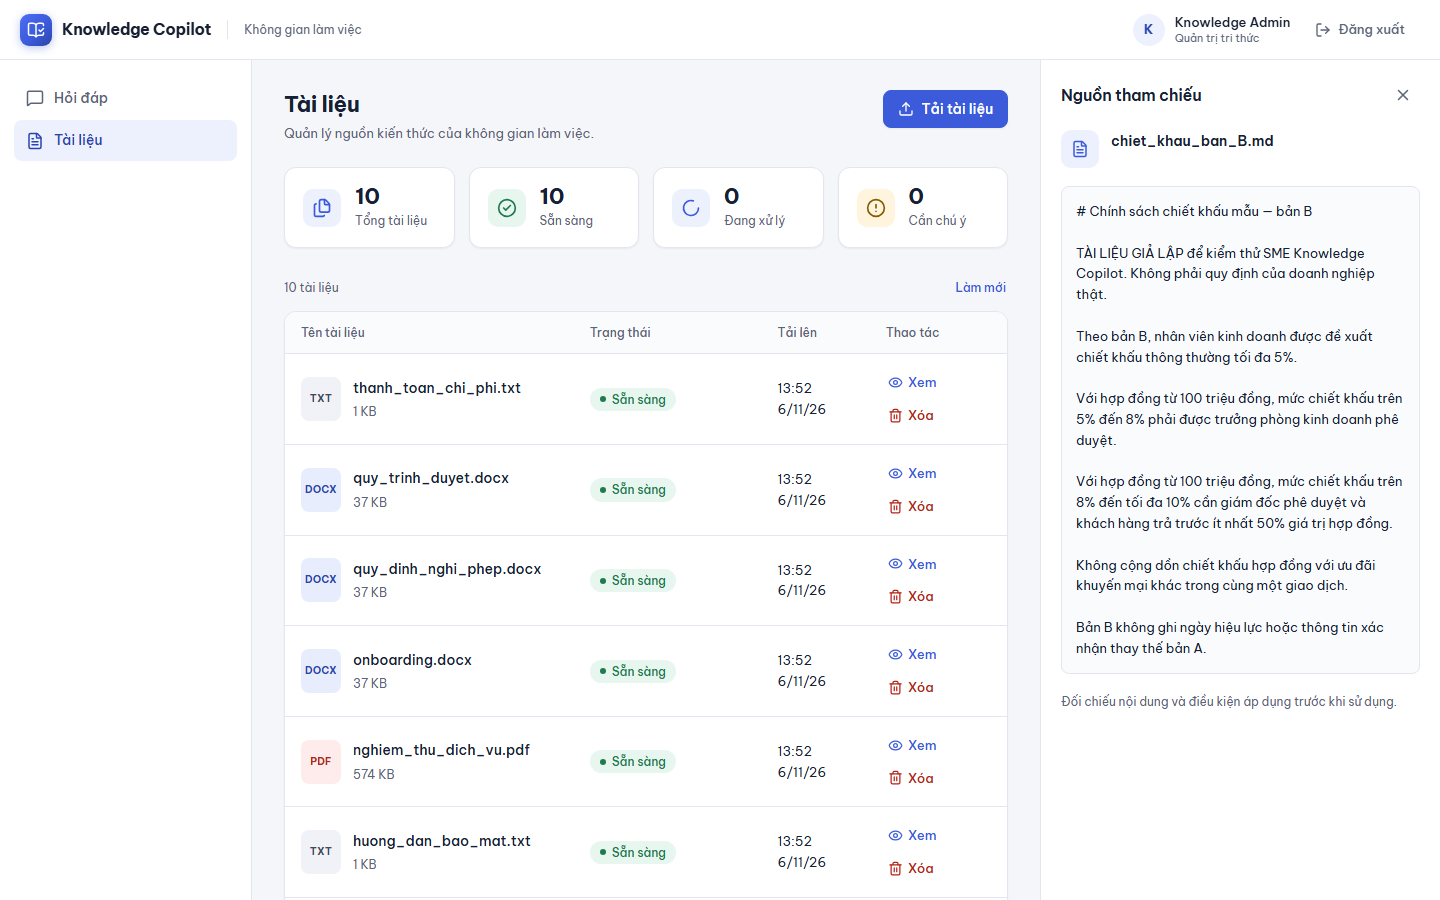 Knowledge Copilot
Không gian làm việc
K
Knowledge Admin
Quản trị tri thức
Đăng xuất
Hỏi đáp
Tài liệu
Tài liệu
Quản lý nguồn kiến thức của không gian làm việc.
Tải tài liệu
10
Tổng tài liệu
10
Sẵn sàng
0
Đang xử lý
0
Cần chú ý
10 tài liệu
Làm mới
Tên tài liệu
Trạng thái
Tải lên
Thao tác
TXT
thanh_toan_chi_phi.txt
1 KB
Sẵn sàng
13:52
6/11/26
Xem
Xóa
DOCX
quy_trinh_duyet.docx
37 KB
Sẵn sàng
13:52
6/11/26
Xem
Xóa
DOCX
quy_dinh_nghi_phep.docx
37 KB
Sẵn sàng
13:52
6/11/26
Xem
Xóa
DOCX
onboarding.docx
37 KB
Sẵn sàng
13:52
6/11/26
Xem
Xóa
PDF
nghiem_thu_dich_vu.pdf
574 KB
Sẵn sàng
13:52
6/11/26
Xem
Xóa
TXT
huong_dan_bao_mat.txt
1 KB
Sẵn sàng
13:52
6/11/26
Xem
Xóa
Nguồn tham chiếu
chiet_khau_ban_B.md
# Chính sách chiết khấu mẫu — bản B
TÀI LIỆU GIẢ LẬP để kiểm thử SME Knowledge
Copilot. Không phải quy định của doanh nghiệp
thật.
Theo bản B, nhân viên kinh doanh được đề xuất
chiết khấu thông thường tối đa 5%.
Với hợp đồng từ 100 triệu đồng, mức chiết khấu trên
5% đến 8% phải được trưởng phòng kinh doanh phê
duyệt.
Với hợp đồng từ 100 triệu đồng, mức chiết khấu trên
8% đến tối đa 10% cần giám đốc phê duyệt và
khách hàng trả trước ít nhất 50% giá trị hợp đồng.
Không cộng dồn chiết khấu hợp đồng với ưu đãi
khuyến mại khác trong cùng một giao dịch.
Bản B không ghi ngày hiệu lực hoặc thông tin xác
nhận thay thế bản A.
Đối chiếu nội dung và điều kiện áp dụng trước khi sử dụng.